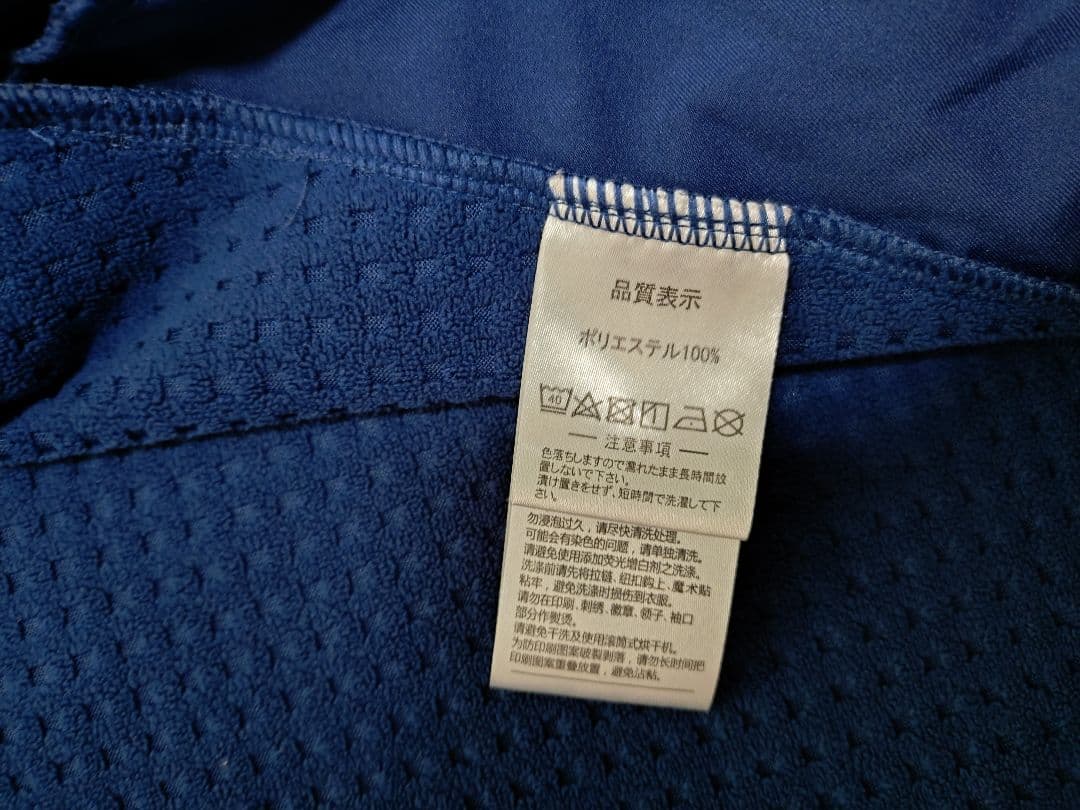 品質表示
ポリエステル100%
40
— 注意事項 —
色落ちしますので濡れたまま長時間放
置しないで下さい。
漬け置きをせず、短時間で洗濯して下
さい。
勿浸泡过久，请尽快清洗处理。
可能会有染色的问题，请单独清洗。
请避免使用添加荧光增白剂之洗涤。
洗涤前请先将拉链、纽扣鈎上、魔术貼
粘牢，避免洗涤时损伤到衣服。
请勿在印刷、刺绣、徽章、领子、袖口
部分作熨烫。
请避免干洗及使用滚筒式烘干机。
为防印刷图案破裂剥落，请勿长时间把
印刷图案重叠放置，避免沾粘。